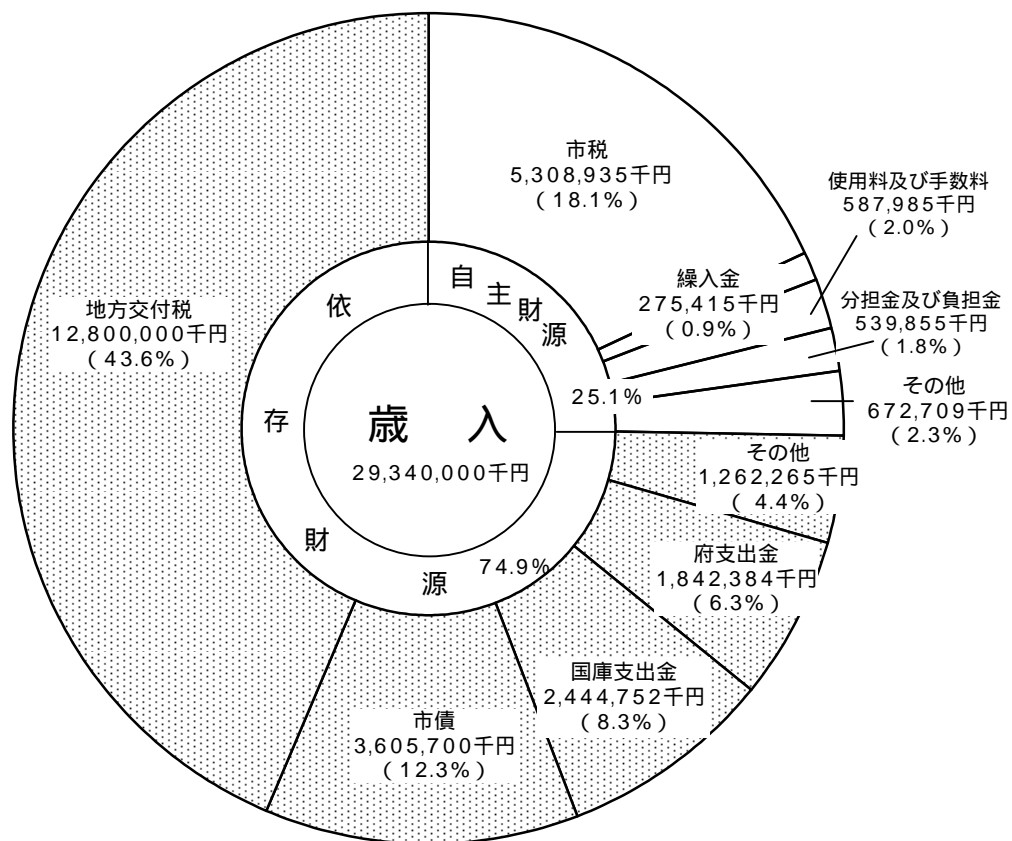 市税
5,308,935千円
(18.1%)
使用料及び手数料
587,985千円
(2.0%)
繰入金
275,415千円
(0.9%)
分担金及び負担金
539,855千円
(1.8%)
その他
672,709千円
(2.3%)
自主財源
25.1%
その他
1,262,265千円
(4.4%)
府支出金
1,842,384千円
(6.3%)
国庫支出金
2,444,752千円
(8.3%)
市債
3,605,700千円
(12.3%)
地方交付税
12,800,000千円
(43.6%)
依存財源
74.9%
歳入
29,340,000千円